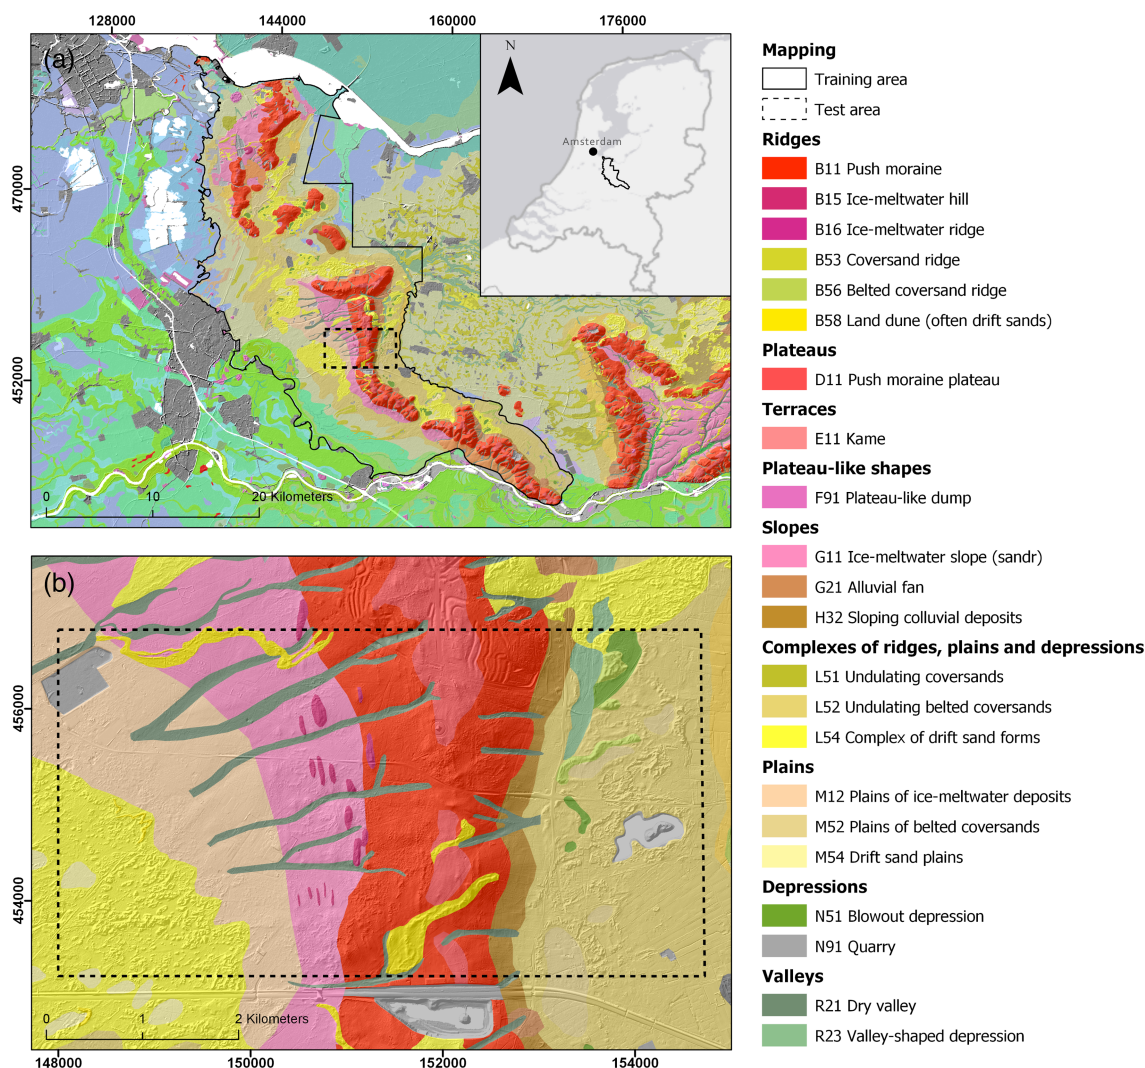 128000 144000 160000 176000
(a)
N
Amsterdam
470000
452000
0 10 20 Kilometers
(b)
456000
454000
0 1 2 Kilometers
148000 150000 152000 154000
Mapping
Training area
Test area
Ridges
B11 Push moraine
B15 Ice-meltwater hill
B16 Ice-meltwater ridge
B53 Coversand ridge
B56 Belted coversand ridge
B58 Land dune (often drift sands)
Plateaus
D11 Push moraine plateau
Terraces
E11 Kame
Plateau-like shapes
F91 Plateau-like dump
Slopes
G11 Ice-meltwater slope (sandr)
G21 Alluvial fan
H32 Sloping colluvial deposits
Complexes of ridges, plains and depressions
L51 Undulating coversands
L52 Undulating belted coversands
L54 Complex of drift sand forms
Plains
M12 Plains of ice-meltwater deposits
M52 Plains of belted coversands
M54 Drift sand plains
Depressions
N51 Blowout depression
N91 Quarry
Valleys
R21 Dry valley
R23 Valley-shaped depression